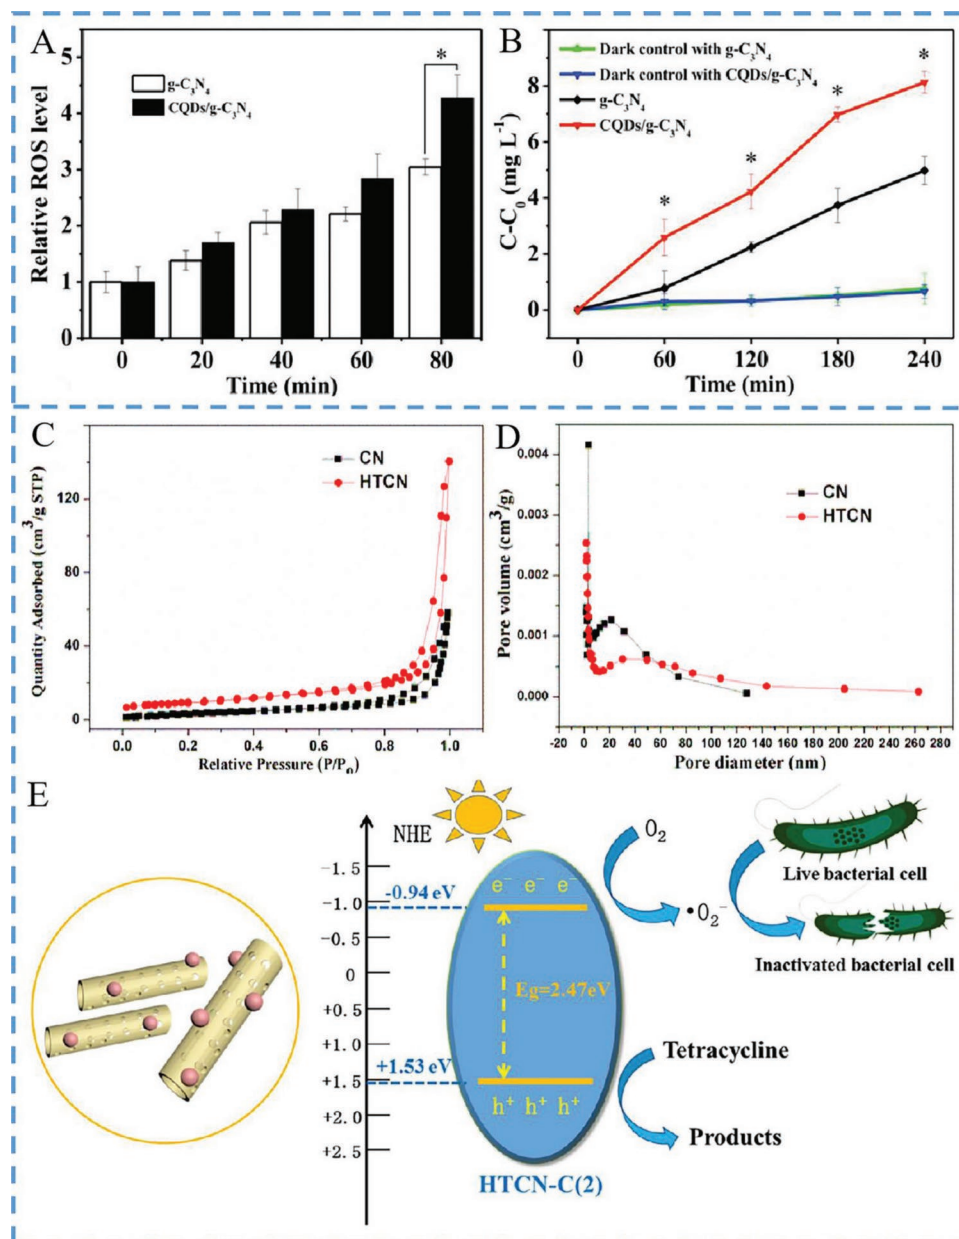 A
Relative ROS level
5
4
3
2
1
0
g-C₃N₄
CQDs/g-C₃N₄
*
0 20 40 60 80
Time (min)
B
C-C₀ (mg L⁻¹)
8
6
4
2
0
Dark control with g-C₃N₄
Dark control with CQDs/g-C₃N₄
g-C₃N₄
CQDs/g-C₃N₄
* * * *
0 60 120 180 240
Time (min)
C
Quantity Adsorbed (cm³/g STP)
120
80
40
0
CN
HTCN
0.0 0.2 0.4 0.6 0.8 1.0
Relative Pressure (P/P₀)
D
Pore volume (cm³/g)
0.004
0.003
0.002
0.001
0.000
CN
HTCN
-20 0 20 40 60 80 100 120 140 160 180 200 220 240 260 280
Pore diameter (nm)
E
NHE
-1.5
-0.94 eV
-1.0
-0.5
0
+0.5
+1.0
+1.53 eV
+1.5
+2.0
+2.5
e⁻ e⁻ e⁻
Eg=2.47eV
h⁺ h⁺ h⁺
HTCN-C(2)
O₂
•O₂⁻
Live bacterial cell
Inactivated bacterial cell
Tetracycline
Products